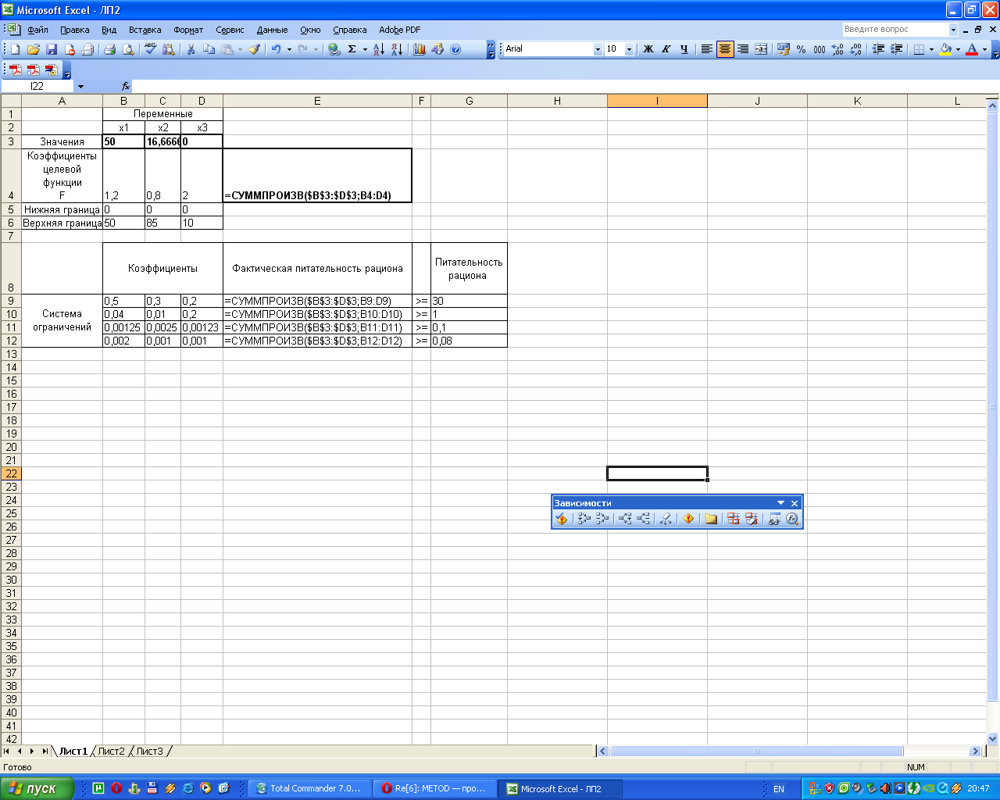 Microsoft Excel - ЛП2
Файл Правка Вид Вставка Формат Сервис Данные Окно Справка Adobe PDF
Введите вопрос
Arial 10 Ж К Ч
I22 fx
A B C D E F G H I J K L
1 Переменные
2 x1 x2 x3
3 Значения 50 16,6666 0
Коэффициенты
целевой
функции
4 F 1,2 0,8 2 =СУММПРОИЗВ($B$3:$D$3;B4:D4)
5 Нижняя граница 0 0 0
6 Верхняя граница 50 85 10
7
8 Коэффициенты Фактическая питательность рациона Питательность
рациона
9 0,5 0,3 0,2 =СУММПРОИЗВ($B$3:$D$3;B9:D9) >= 30
Система
10 0,04 0,01 0,2 =СУММПРОИЗВ($B$3:$D$3;B10:D10) >= 1
ограничений
11 0,00125 0,0025 0,00123 =СУММПРОИЗВ($B$3:$D$3;B11:D11) >= 0,1
12 0,002 0,001 0,001 =СУММПРОИЗВ($B$3:$D$3;B12:D12) >= 0,08
13
14
15
16
17
18
19
20
21
22
23
24
Зависимости
25
26
27
28
29
30
31
32
33
34
35
36
37
38
39
40
41
42
Лист1 Лист2 Лист3
Готово NUM
пуск Total Commander 7.0... Re[6]: METOD — про... Microsoft Excel - ЛП2 EN 20:47